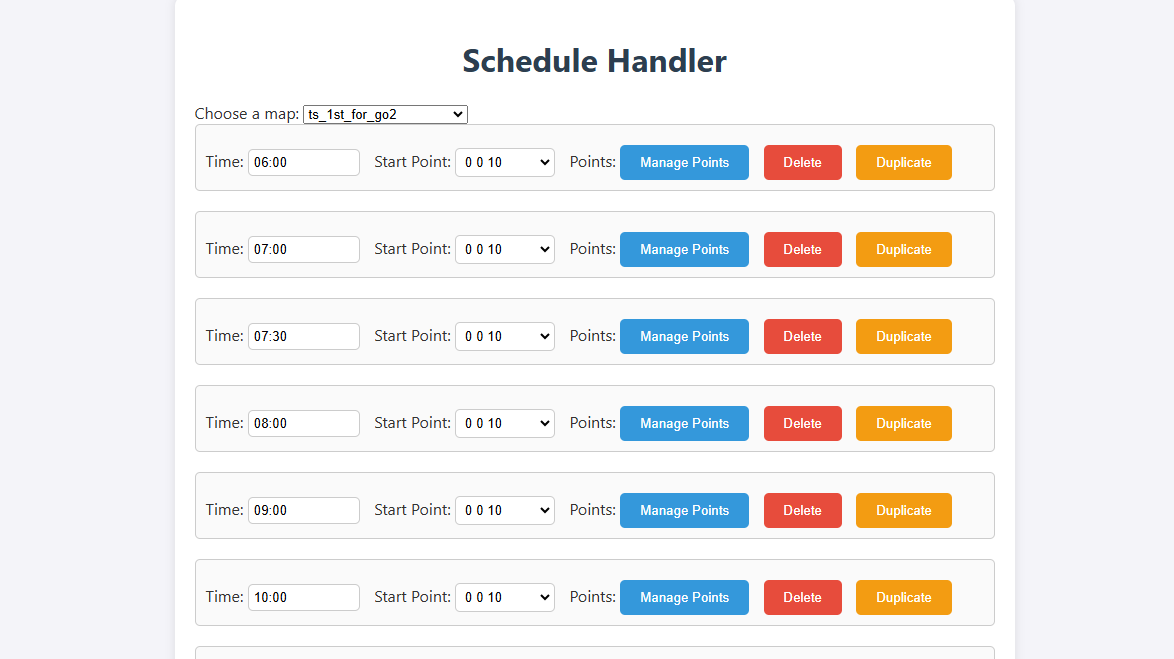 Schedule Handler
Choose a map: ts_1st_for_go2
Time: 06:00 Start Point: 0 0 10 Points: Manage Points Delete Duplicate
Time: 07:00 Start Point: 0 0 10 Points: Manage Points Delete Duplicate
Time: 07:30 Start Point: 0 0 10 Points: Manage Points Delete Duplicate
Time: 08:00 Start Point: 0 0 10 Points: Manage Points Delete Duplicate
Time: 09:00 Start Point: 0 0 10 Points: Manage Points Delete Duplicate
Time: 10:00 Start Point: 0 0 10 Points: Manage Points Delete Duplicate